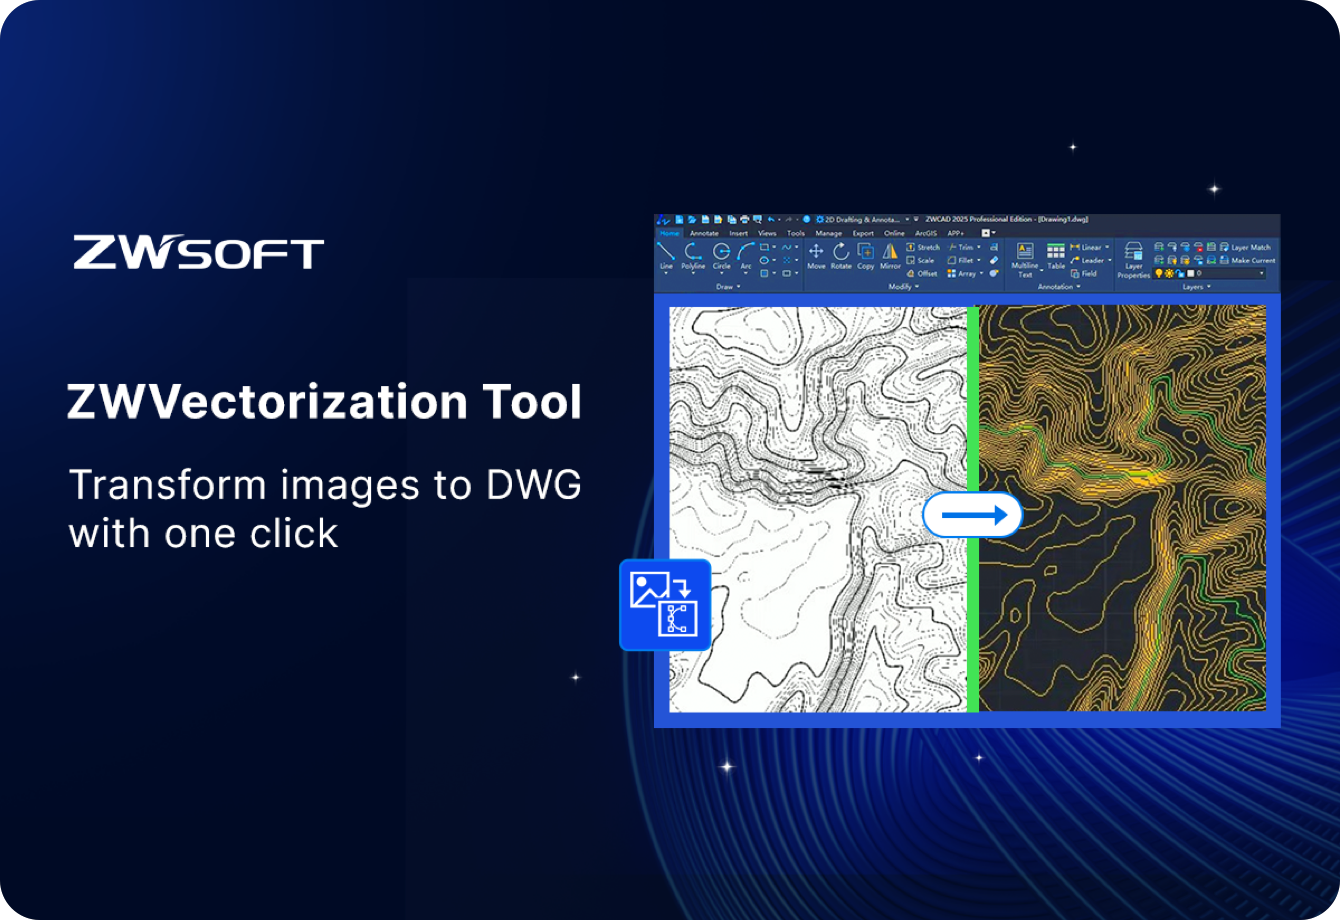 ZWSOFT
ZWVectorization Tool
Transform images to DWG
with one click
2D Drafting & Annota...
ZWCAD 2025 Professional Edition - [Drawing1.dwg]
Home Annotate Insert Views Tools Manage Export Online ArcGIS APP+
Line Polyline Circle Arc
Draw
Move Rotate Copy Mirror
Stretch Trim
Scale Fillet
Offset Array
Modify
Multiline
Text
Table
Linear
Leader
Field
Annotation
Layer
Properties
Layer Match
Make Current
0
Layers